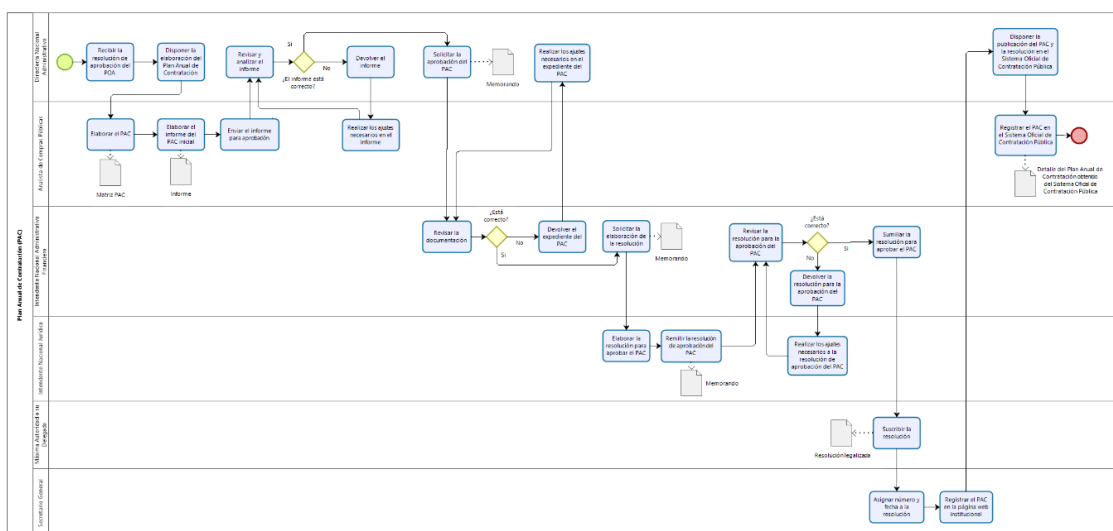 Plan Anual de Contratación (PAC)
Director/a Nacional
Administrativo
Recibir la
resolución de
aprobación del
POA
Disponer la
elaboración del
Plan Anual de
Contratación
Revisar y
analizar el
informe
Si
¿El informe está
correcto?
No
Devolver el
informe
Solicitar la
aprobación del
PAC
Memorando
Realizar los ajustes
necesarios en el
expediente del PAC
Disponer la
publicación del PAC y
la resolución en el
Sistema Oficial de
Contratación Pública
Analista de Compras Públicas
Elaborar el PAC
Matriz PAC
Elaborar el
informe del
PAC inicial
Informe
Enviar el informe
para aprobación
Realizar los ajustes
necesarios en el
informe
Registrar el PAC en
el Sistema Oficial de
Contratación Pública
Detalle del Plan Anual de
Contratación obtenido
del Sistema Oficial de
Contratación Pública
Intendente Nacional Administrativo
Financiero
Revisar la
documentación
¿Está
correcto?
No
Si
Devolver el
expediente del
PAC
Solicitar la
elaboración de
la resolución
Memorando
Revisar la
resolución para la
aprobación del
PAC
¿Está
correcto?
Si
No
Sumillar la
resolución para
aprobar el PAC
Devolver la
resolución para la
aprobación del
PAC
Intendente Nacional Jurídico
Elaborar la
resolución para
aprobar el PAC
Remitir la resolución
de aprobación del
PAC
Memorando
Realizar los ajustes
necesarios a la
resolución de
aprobación del PAC
Máxima Autoridad o su
Delegado
Suscribir la
resolución
Resolución legalizada
Secretario General
Asignar número y
fecha a la
resolución
Registrar el PAC
en la página web
institucional